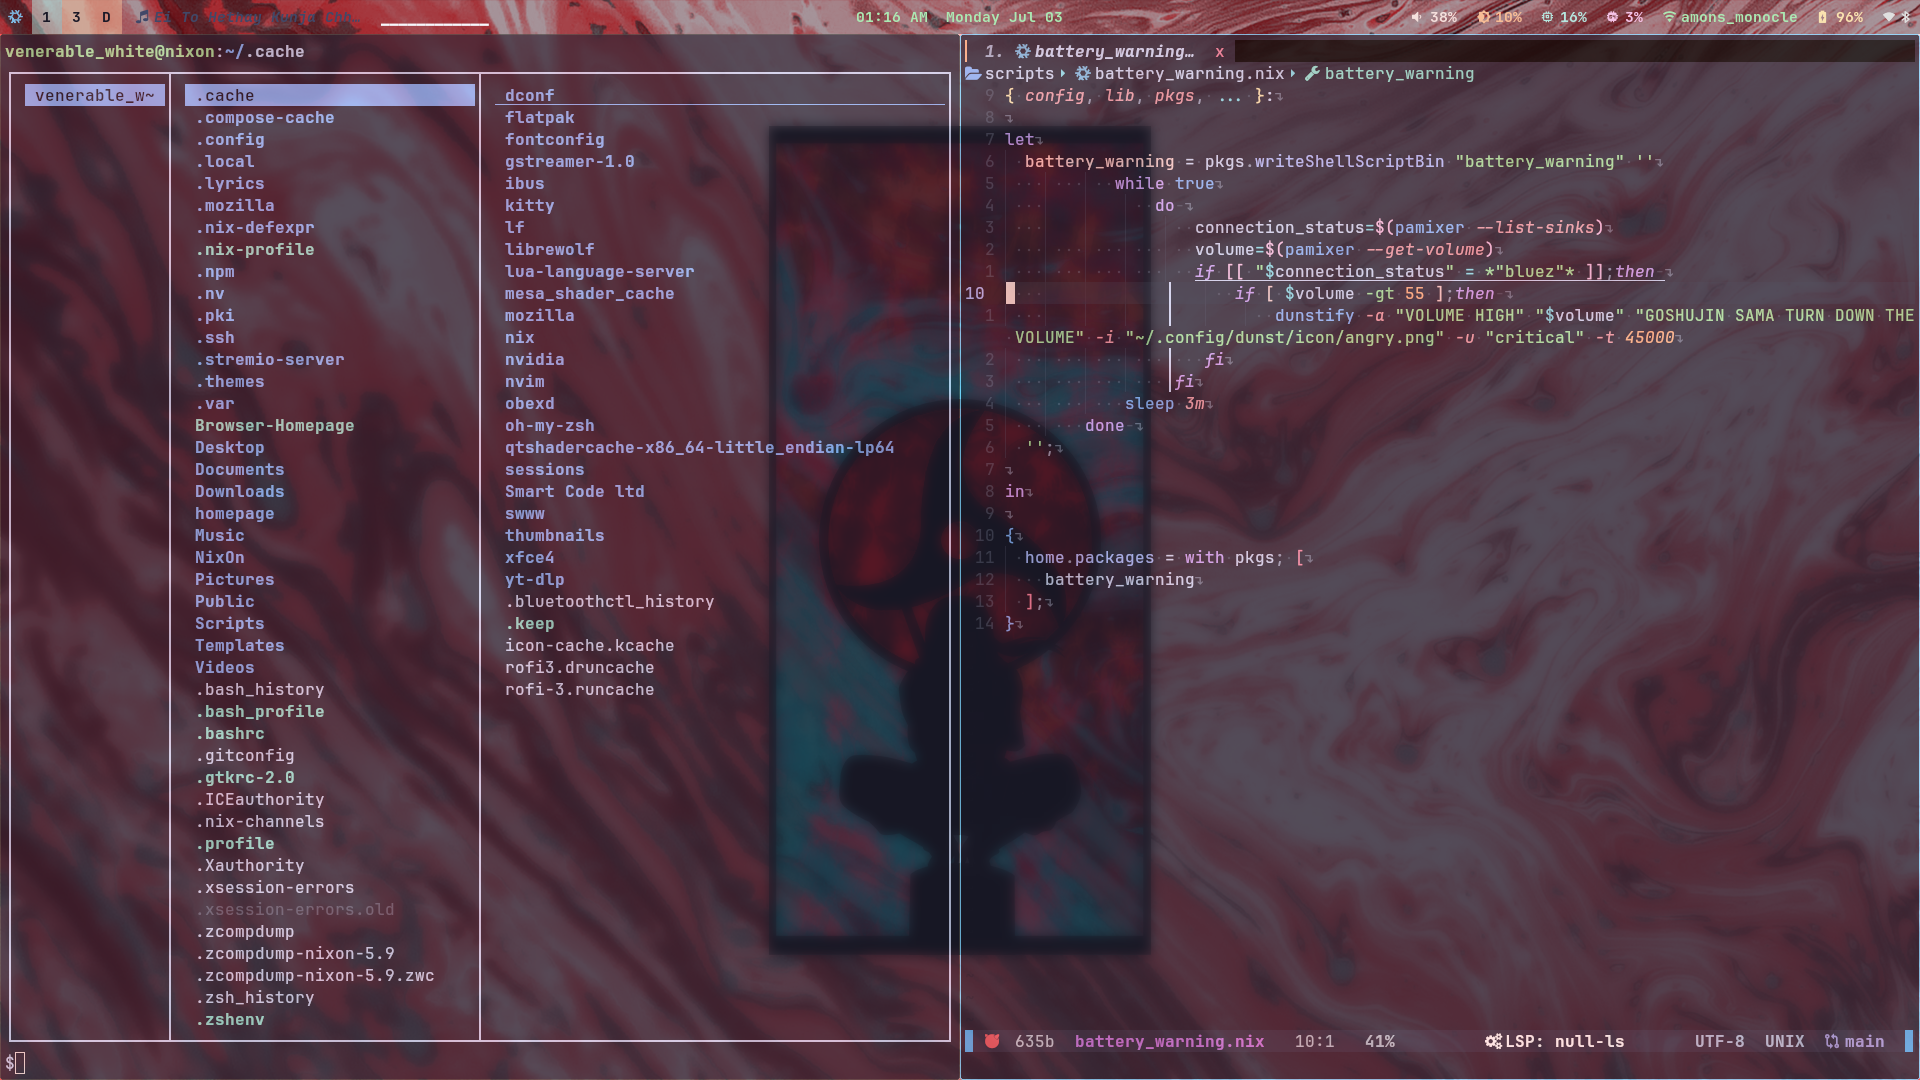 1 3 D
01:16 AM Monday Jul 03
38% 10% 16% 3% amons_monocle 96%
venerable_white@nixon:~/.cache
venerable_w~
.cache
.compose-cache
.config
.local
.lyrics
.mozilla
.nix-defexpr
.nix-profile
.npm
.nv
.pki
.ssh
.stremio-server
.themes
.var
Browser-Homepage
Desktop
Documents
Downloads
homepage
Music
NixOn
Pictures
Public
Scripts
Templates
Videos
.bash_history
.bash_profile
.bashrc
.gitconfig
.gtkrc-2.0
.ICEauthority
.nix-channels
.profile
.Xauthority
.xsession-errors
.xsession-errors.old
.zcompdump
.zcompdump-nixon-5.9
.zcompdump-nixon-5.9.zwc
.zsh_history
.zshenv
dconf
flatpak
fontconfig
gstreamer-1.0
ibus
kitty
lf
librewolf
lua-language-server
mesa_shader_cache
mozilla
nix
nvidia
nvim
obexd
oh-my-zsh
qtshadercache-x86_64-little_endian-lp64
sessions
Smart Code ltd
swww
thumbnails
xfce4
yt-dlp
.bluetoothctl_history
.keep
icon-cache.kcache
rofi3.druncache
rofi-3.runcache
$
1. battery_warning… x
scripts › battery_warning.nix › battery_warning
9 { config, lib, pkgs, ... }:
8
7 let
6 battery_warning = pkgs.writeShellScriptBin "battery_warning" ''
5 while true
4 do
3 connection_status=$(pamixer --list-sinks)
2 volume=$(pamixer --get-volume)
1 if [[ "$connection_status" = *"bluez"* ]];then
10 if [ $volume -gt 55 ];then
1 dunstify -a "VOLUME HIGH" "$volume" "GOSHUJIN SAMA TURN DOWN THE
VOLUME" -i "~/.config/dunst/icon/angry.png" -u "critical" -t 45000
2 fi
3 fi
4 sleep 3m
5 done
6 '';
7
8 in
9
10 {
11 home.packages = with pkgs; [
12 battery_warning
13 ];
14 }
635b battery_warning.nix 10:1 41% LSP: null-ls UTF-8 UNIX main